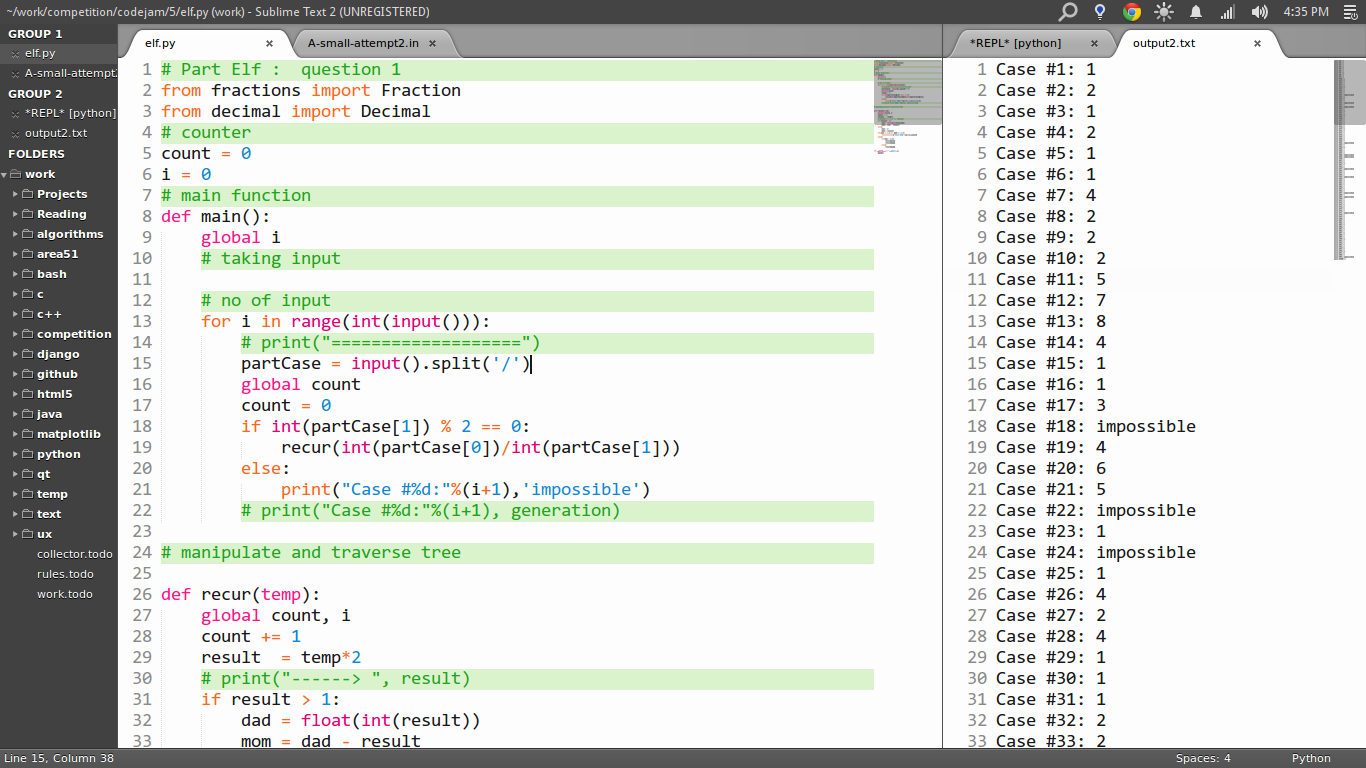 ~/work/competition/codejam/5/elf.py (work) - Sublime Text 2 (UNREGISTERED)
4:35 PM
GROUP 1
elf.py
A-small-attempt2
GROUP 2
*REPL* [python]
output2.txt
FOLDERS
work
Projects
Reading
algorithms
area51
bash
c
c++
competition
django
github
html5
java
matplotlib
python
qt
temp
text
ux
collector.todo
rules.todo
work.todo
elf.py
A-small-attempt2.in
1 # Part Elf :  question 1
2 from fractions import Fraction
3 from decimal import Decimal
4 # counter
5 count = 0
6 i = 0
7 # main function
8 def main():
9     global i
10     # taking input
11
12     # no of input
13     for i in range(int(input())):
14         # print("===================")
15         partCase = input().split('/')
16         global count
17         count = 0
18         if int(partCase[1]) % 2 == 0:
19             recur(int(partCase[0])/int(partCase[1]))
20         else:
21             print("Case #%d:"%(i+1),'impossible')
22         # print("Case #%d:"%(i+1), generation)
23
24 # manipulate and traverse tree
25
26 def recur(temp):
27     global count, i
28     count += 1
29     result  = temp*2
30     # print("------> ", result)
31     if result > 1:
32         dad = float(int(result))
33         mom = dad - result
*REPL* [python]
output2.txt
1 Case #1: 1
2 Case #2: 2
3 Case #3: 1
4 Case #4: 2
5 Case #5: 1
6 Case #6: 1
7 Case #7: 4
8 Case #8: 2
9 Case #9: 2
10 Case #10: 2
11 Case #11: 5
12 Case #12: 7
13 Case #13: 8
14 Case #14: 4
15 Case #15: 1
16 Case #16: 1
17 Case #17: 3
18 Case #18: impossible
19 Case #19: 4
20 Case #20: 6
21 Case #21: 5
22 Case #22: impossible
23 Case #23: 1
24 Case #24: impossible
25 Case #25: 1
26 Case #26: 4
27 Case #27: 2
28 Case #28: 4
29 Case #29: 1
30 Case #30: 1
31 Case #31: 1
32 Case #32: 2
33 Case #33: 2
Line 15, Column 38
Spaces: 4
Python